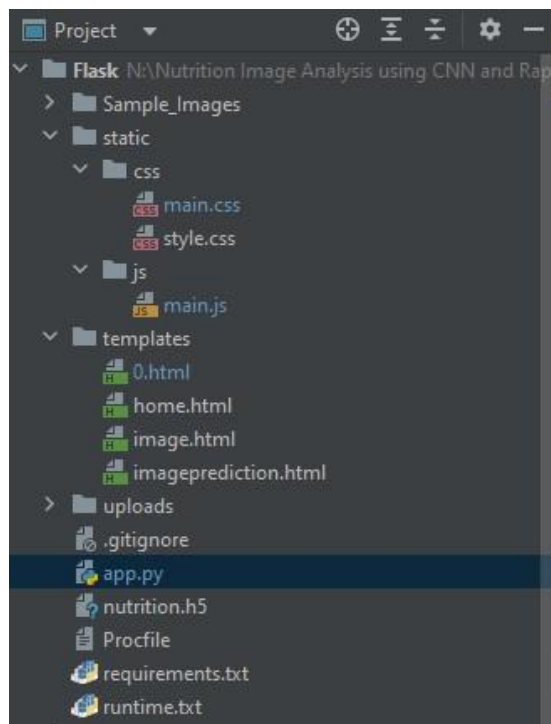 Project
Flask N:\Nutrition Image Analysis using CNN and Rap
Sample_Images
static
css
main.css
style.css
js
main.js
templates
0.html
home.html
image.html
imageprediction.html
uploads
.gitignore
app.py
nutrition.h5
Procfile
requirements.txt
runtime.txt